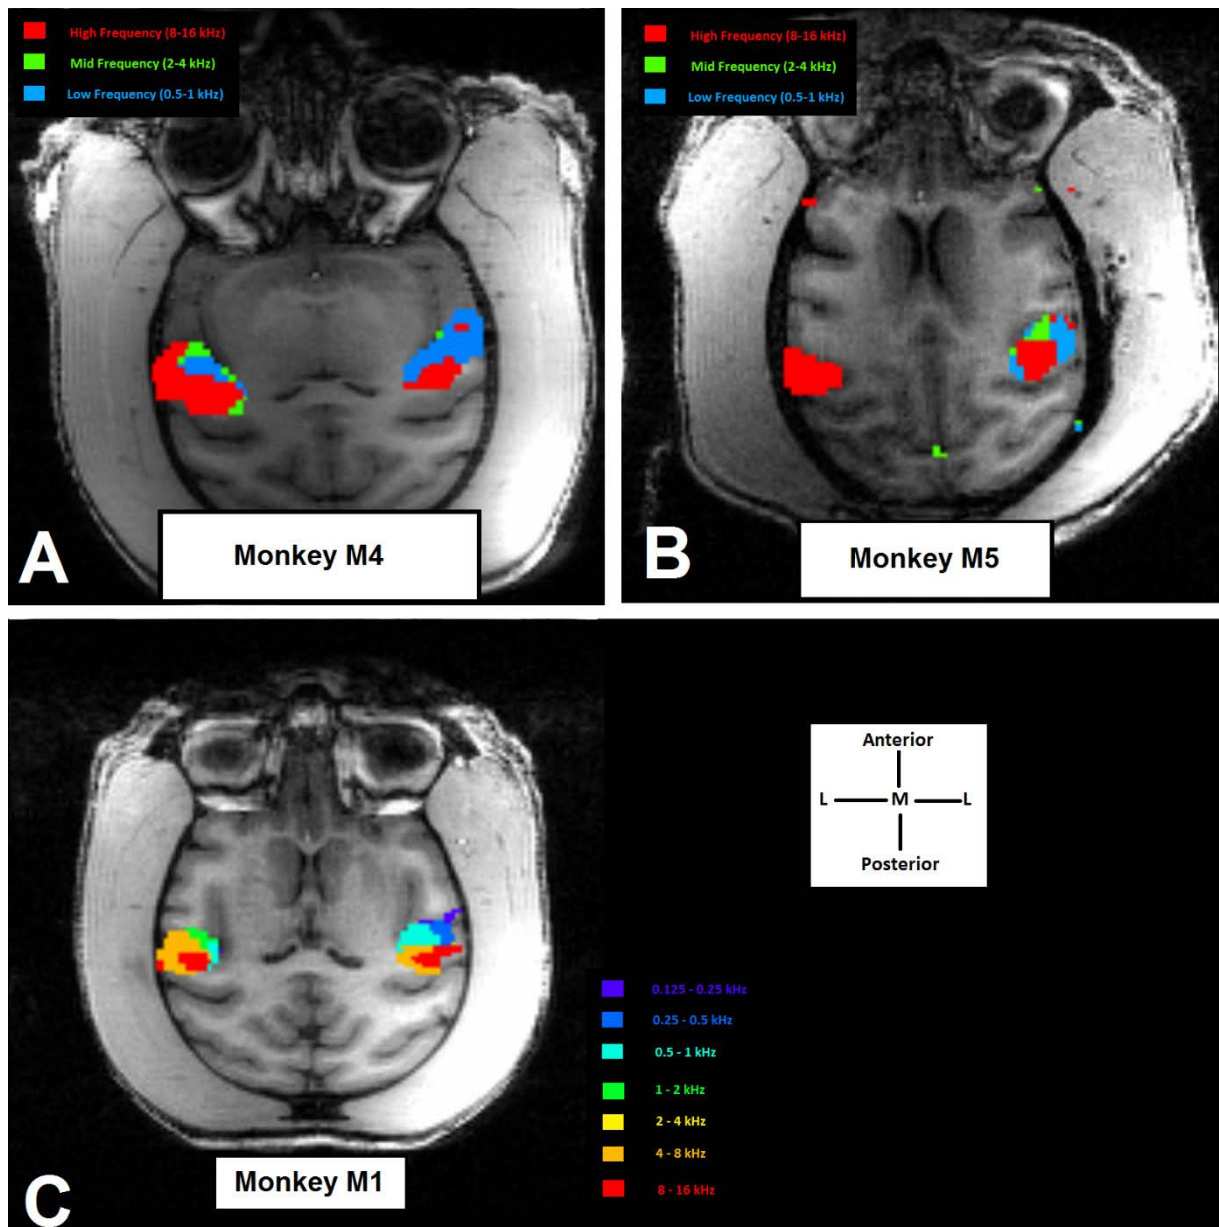 High Frequency (8-16 kHz)
Mid Frequency (2-4 kHz)
Low Frequency (0.5-1 kHz)
A
Monkey M4
High Frequency (8-16 kHz)
Mid Frequency (2-4 kHz)
Low Frequency (0.5-1 kHz)
B
Monkey M5
Anterior
L M L
Posterior
0.125 - 0.25 kHz
0.25 - 0.5 kHz
0.5 - 1 kHz
1 - 2 kHz
2 - 4 kHz
4 - 8 kHz
8 - 16 kHz
C
Monkey M1